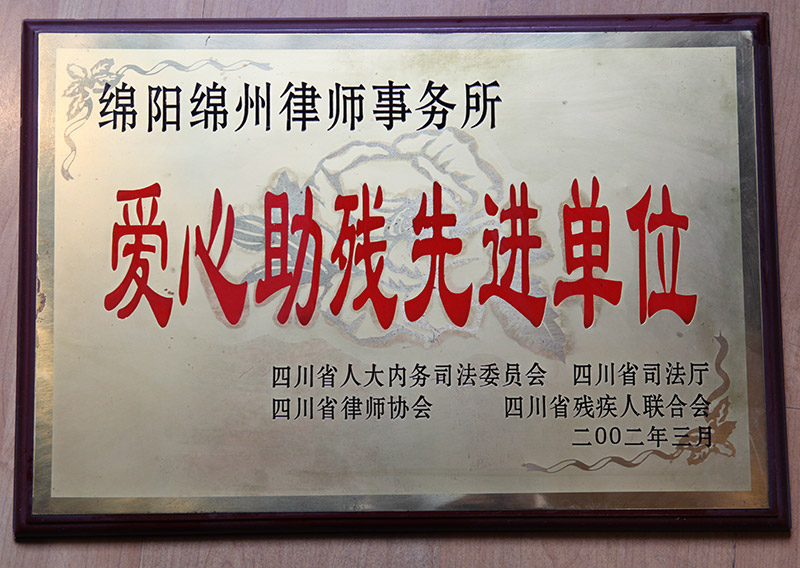 绵阳绵州律师事务所
爱心助残先进单位
四川省人大内务司法委员会 四川省司法厅
四川省律师协会 四川省残疾人联合会
二〇〇二年三月